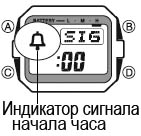 BATTERY L - M - H
A
B
SIG
:00
C
D
Индикатор сигнала
начала часа